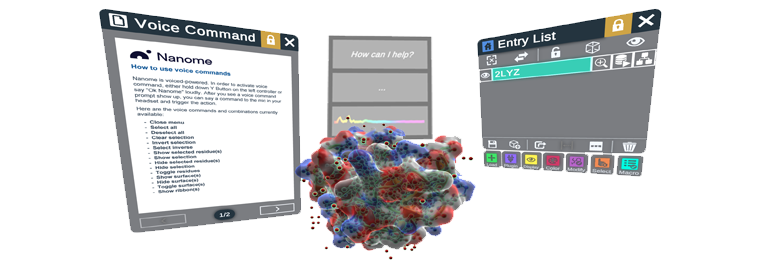 Voice Command
Nanome
How to use voice commands
Nanome is voiced-powered. In order to activate voice
command, either hold down Y Button on the left controller or
say "Ok Nanome" loudly. After you see a voice command
prompt show up, you can say a command to the mic in your
headset and trigger the action.
Here are the voice commands and combinations currently
available:
- Close menu
- Select all
- Deselect all
- Clear selection
- Invert selection
- Select inverse
- Show selected residue(s)
- Show selection
- Hide selected residue(s)
- Hide selection
- Toggle residues
- Show surface(s)
- Hide surface(s)
- Toggle surface(s)
- Show ribbon(s)
1/2
How can I help?
...
Entry List
2LYZ
Color
Modify
Select
Macro